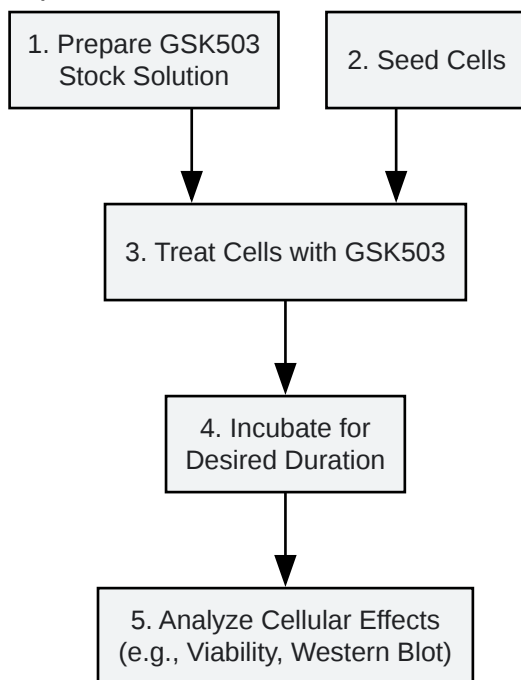 1. Prepare GSK503
Stock Solution
2. Seed Cells
3. Treat Cells with GSK503
4. Incubate for
Desired Duration
5. Analyze Cellular Effects
(e.g., Viability, Western Blot)